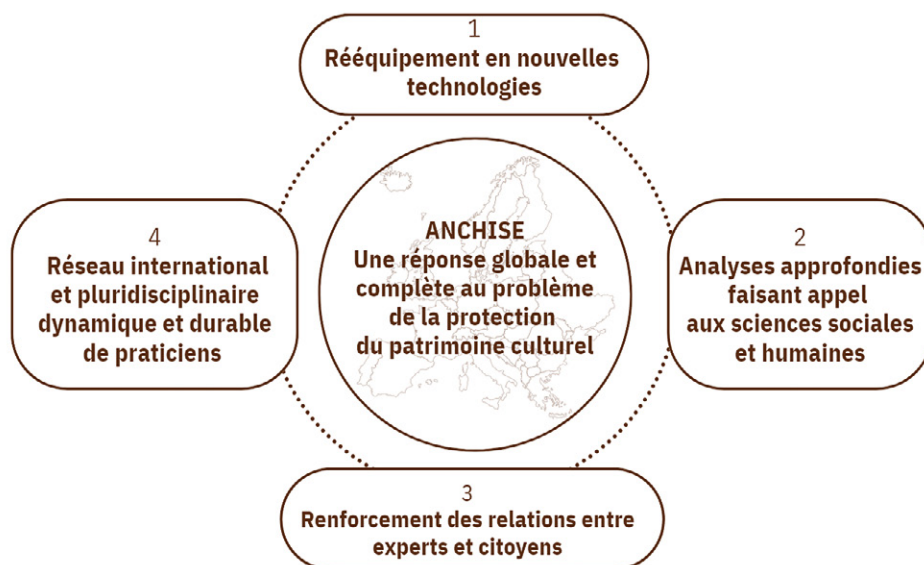 1
Rééquipement en nouvelles
technologies
ANCHISE
Une réponse globale et
complète au problème
de la protection
du patrimoine culturel
2
Analyses approfondies
faisant appel
aux sciences sociales
et humaines
3
Renforcement des relations entre
experts et citoyens
4
Réseau international
et pluridisciplinaire
dynamique et durable
de praticiens